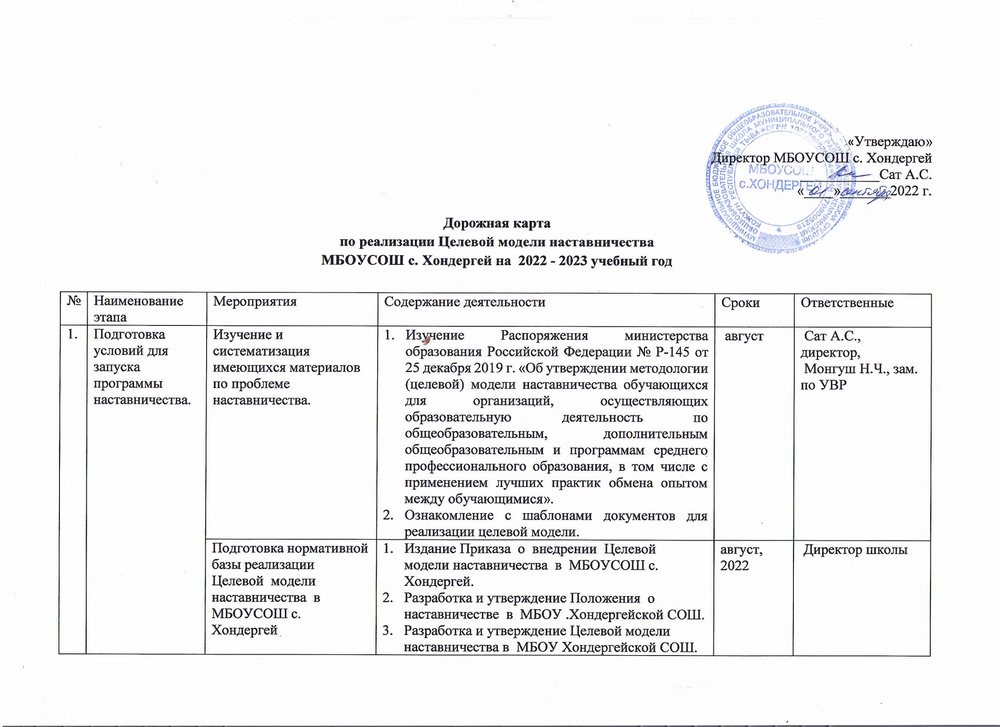 «Утверждаю»
Директор МБОУСОШ с. Хондергей
Сат А.С.
«01» сентября 2022 г.
МБОУСОШ
с.ХОНДЕРГЕЙ
Дорожная карта
по реализации Целевой модели наставничества
МБОУСОШ с. Хондергей на 2022 - 2023 учебный год
№
Наименование
этапа
Мероприятия
Содержание деятельности
Сроки
Ответственные
1.
Подготовка
условий для
запуска
программы
наставничества.
Изучение и
систематизация
имеющихся материалов
по проблеме
наставничества.
1. Изучение Распоряжения министерства
образования Российской Федерации № Р-145 от
25 декабря 2019 г. «Об утверждении методологии
(целевой) модели наставничества обучающихся
для организаций, осуществляющих
образовательную деятельность по
общеобразовательным, дополнительным
общеобразовательным и программам среднего
профессионального образования, в том числе с
применением лучших практик обмена опытом
между обучающимися».
2. Ознакомление с шаблонами документов для
реализации целевой модели.
август
Сат А.С.,
директор,
Монгуш Н.Ч., зам.
по УВР
Подготовка нормативной
базы реализации
Целевой модели
наставничества в
МБОУСОШ с.
Хондергей
1. Издание Приказа о внедрении Целевой
модели наставничества в МБОУСОШ с.
Хондергей.
2. Разработка и утверждение Положения о
наставничестве в МБОУ .Хондергейской СОШ.
3. Разработка и утверждение Целевой модели
наставничества в МБОУ Хондергейской СОШ.
август,
2022
Директор школы